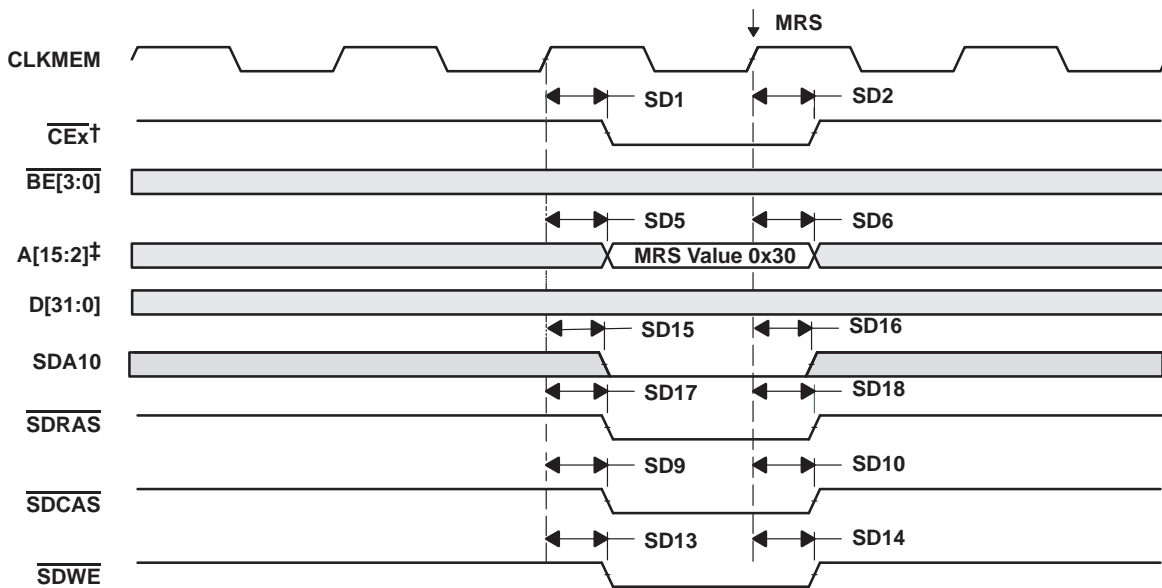 MRS
CLKMEM
SD1 SD2
CEx†
BE[3:0]
SD5 SD6
A[15:2]‡ MRS Value 0x30
D[31:0]
SD15 SD16
SDA10
SD17 SD18
SDRAS
SD9 SD10
SDCAS
SD13 SD14
SDWE